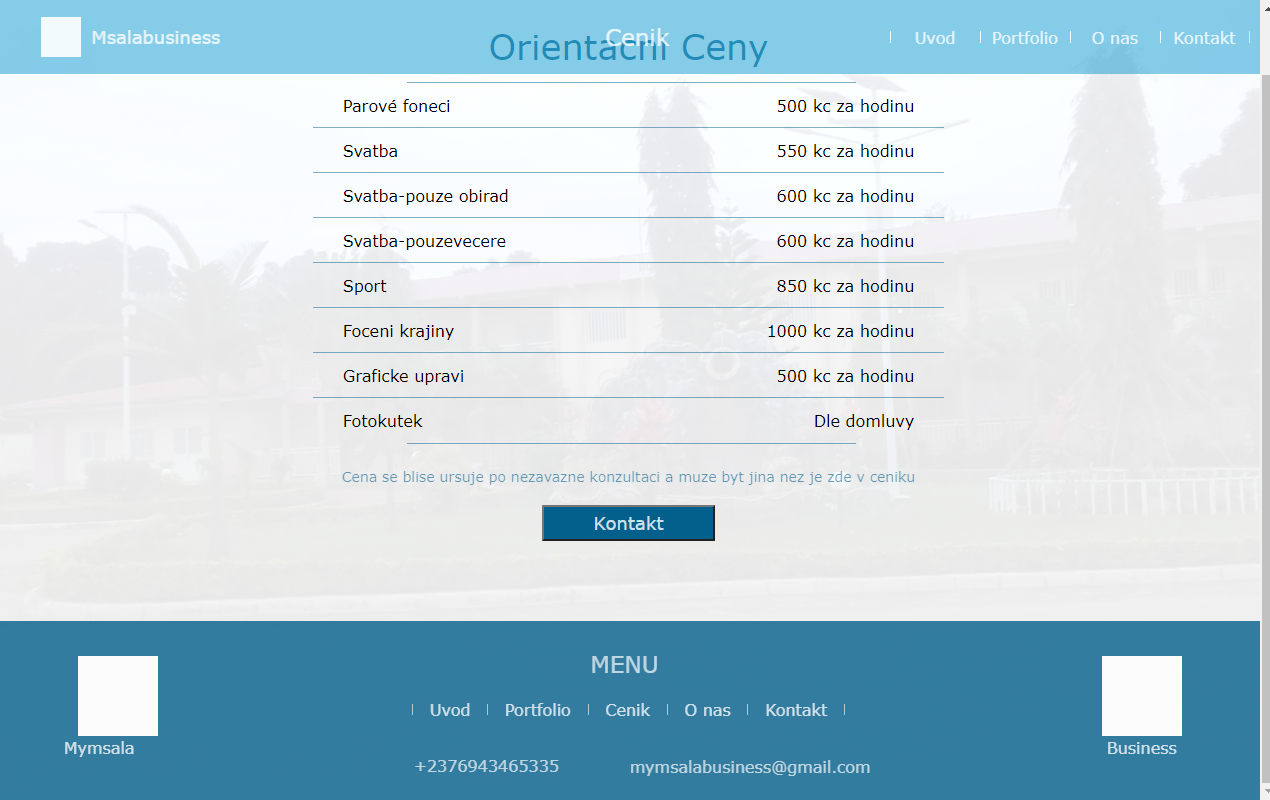 Msalabusiness
Cenik
Uvod
Portfolio
O nas
Kontakt
Orientacni Ceny
Parové foneci 500 kc za hodinu
Svatba 550 kc za hodinu
Svatba-pouze obirad 600 kc za hodinu
Svatba-pouzevecere 600 kc za hodinu
Sport 850 kc za hodinu
Foceni krajiny 1000 kc za hodinu
Graficke upravi 500 kc za hodinu
Fotokutek Dle domluvy
Cena se blise ursuje po nezavazne konzultaci a muze byt jina nez je zde v ceniku
Kontakt
MENU
Uvod
Portfolio
Cenik
O nas
Kontakt
Mymsala
Business
+2376943465335
mymsalabusiness@gmail.com